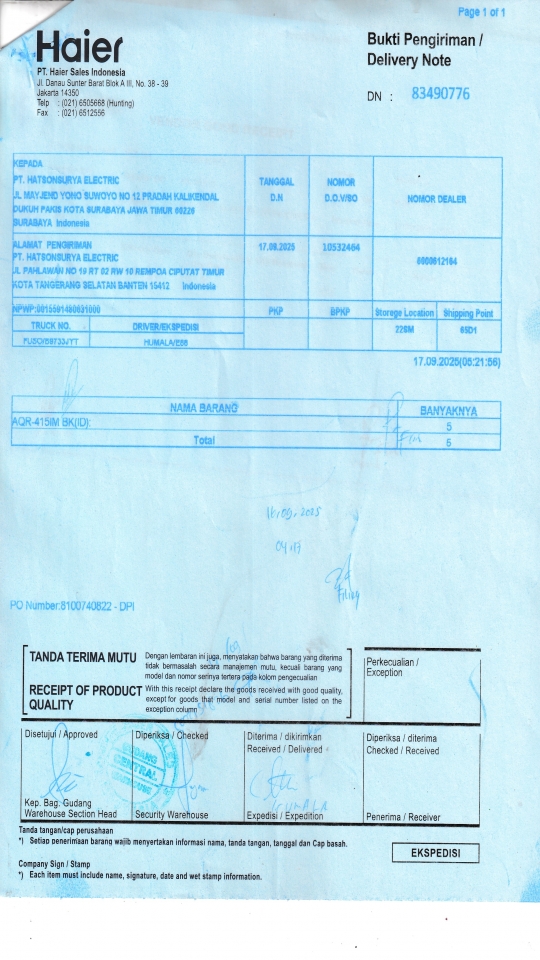 Page 1 of 1
Haier
PT. Haier Sales Indonesia
Jl. Danau Sunter Barat Blok A III, No. 38 - 39
Jakarta 14350
Telp : (021) 6505668 (Hunting)
Fax : (021) 6512556
Bukti Pengiriman /
Delivery Note
DN : 83490776
KEPADA
PT. HATSONSURYA ELECTRIC
JL MAYJEND YONO SUWOYO NO 12 PRADAH KALIKENDAL
DUKUH PAKIS KOTA SURABAYA JAWA TIMUR 60226
SURABAYA Indonesia
TANGGAL
D.N
NOMOR
D.O.V/SO
NOMOR DEALER
ALAMAT PENGIRIMAN
PT. HATSONSURYA ELECTRIC
JL PAHLAWAN NO 19 RT 02 RW 10 REMPOA CIPUTAT TIMUR
KOTA TANGERANG SELATAN BANTEN 15412 Indonesia
17.09.2025
10532464
NPWP:
PKP
BPKP
Storege Location
Shipping Point
TRUCK NO.
DRIVER/EKSPEDISI
22SM
65D1
HUMALA/E56
17.09.2025(05:21:56)
NAMA BARANG
BANYAKNYA
AQR-415IM BK(ID):
5
Total
5
04:17
Filing
PO Number:8100740822 - DPI
TANDA TERIMA MUTU
Dengan lembaran ini juga, menyatakan bahwa barang yang diterima
tidak bermasalah secara manajemen mutu, kecuali barang yang
model dan nomor serinya tertera pada kolom pengecualian
RECEIPT OF PRODUCT
QUALITY
With this receipt declare the goods received with good quality,
except for goods that model and serial number listed on the
exception column
Perkecualian /
Exception
Disetujui / Approved
Diperiksa / Checked
Diterima / dikirimkan
Received / Delivered
Diperiksa / diterima
Checked / Received
GUDANG
CENTRAL
Kep. Bag. Gudang
Warehouse Section Head
Security Warehouse
Expedisi / Expedition
Penerima / Receiver
Tanda tangan/cap perusahaan
*) Setiap penerimaan barang wajib menyertakan informasi nama, tanda tangan, tanggal dan Cap basah.
EKSPEDISI
Company Sign / Stamp
*) Each item must include name, signature, date and wet stamp information.